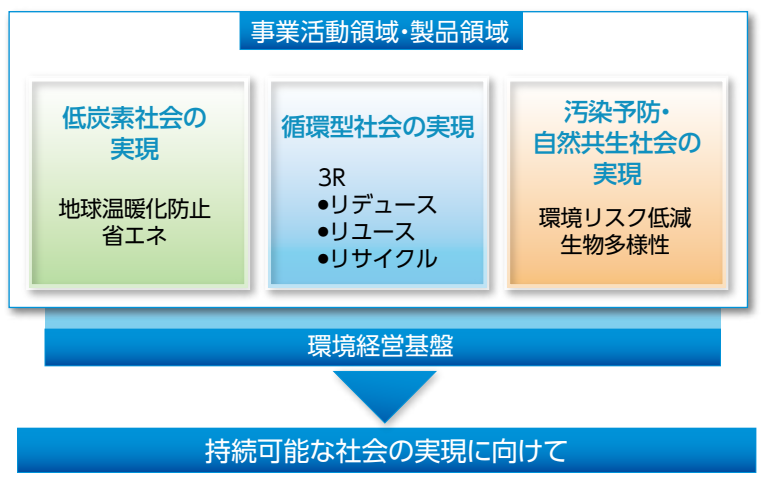 事業活動領域・製品領域
低炭素社会の
実現
地球温暖化防止
省エネ
循環型社会の実現
3R
●リデュース
●リユース
●リサイクル
汚染予防・
自然共生社会の
実現
環境リスク低減
生物多様性
環境経営基盤
持続可能な社会の実現に向けて